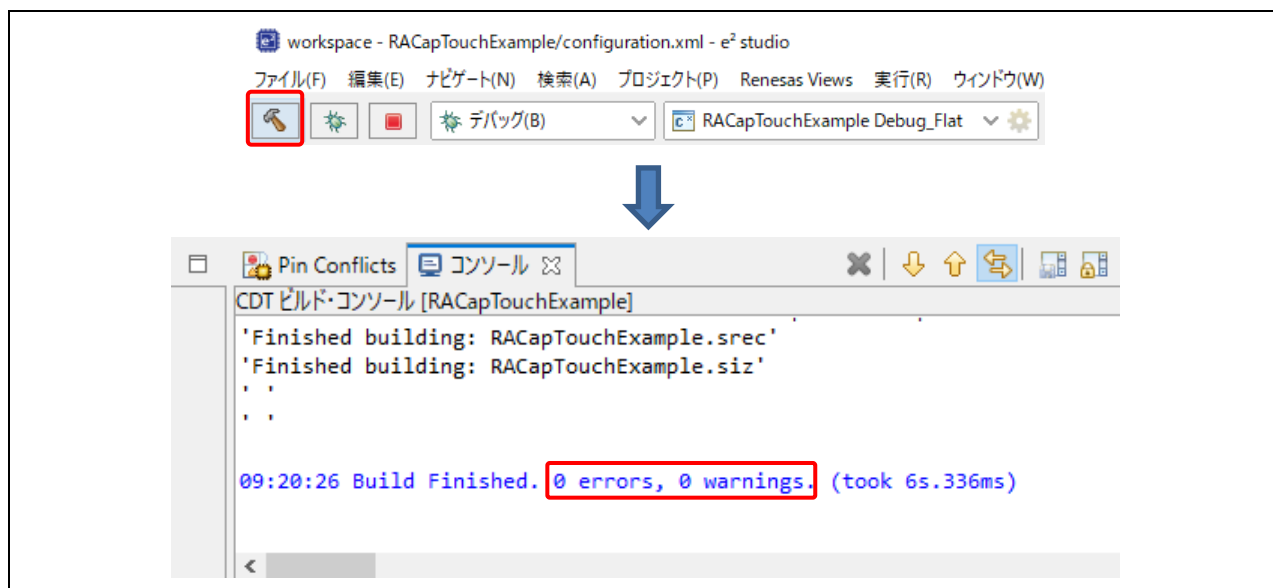 workspace - RACapTouchExample/configuration.xml - e² studio
ファイル(F) 編集(E) ナビゲート(N) 検索(A) プロジェクト(P) Renesas Views 実行(R) ウィンドウ(W)
デバッグ(B) RACapTouchExample Debug_Flat
Pin Conflicts コンソール
CDT ビルド・コンソール [RACapTouchExample]
'Finished building: RACapTouchExample.srec'
'Finished building: RACapTouchExample.siz'
' '
' '
09:20:26 Build Finished. 0 errors, 0 warnings. (took 6s.336ms)